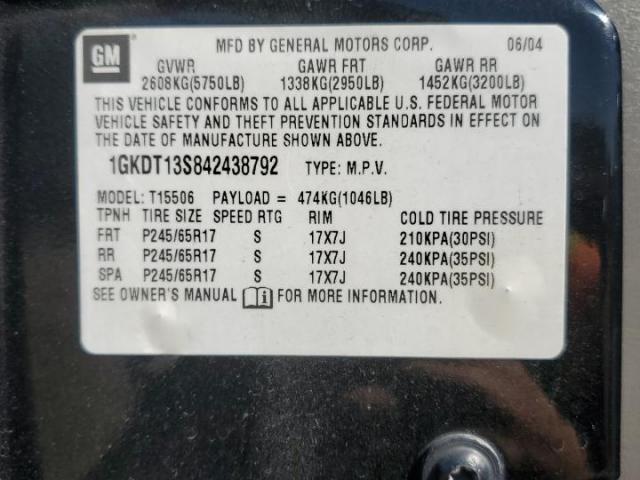 GM
MFD BY GENERAL MOTORS CORP. 06/04
GVWR GAWR FRT GAWR RR
2608KG(5750LB) 1338KG(2950LB) 1452KG(3200LB)
THIS VEHICLE CONFORMS TO ALL APPLICABLE U.S. FEDERAL MOTOR
VEHICLE SAFETY AND THEFT PREVENTION STANDARDS IN EFFECT ON
THE DATE OF MANUFACTURE SHOWN ABOVE.
1GKDT13S842438792 TYPE: M.P.V.
MODEL: T15506 PAYLOAD = 474KG(1046LB)
TPNH TIRE SIZE SPEED RTG RIM COLD TIRE PRESSURE
FRT P245/65R17 S 17X7J 210KPA(30PSI)
RR P245/65R17 S 17X7J 240KPA(35PSI)
SPA P245/65R17 S 17X7J 240KPA(35PSI)
SEE OWNER'S MANUAL FOR MORE INFORMATION.